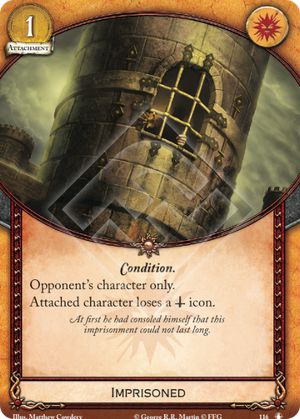 1
Attachment
Condition.
Opponent's character only.
Attached character loses a icon.
At first he had consoled himself that this
imprisonment could not last long.
Imprisoned
Illus. Matthew Cowdery © George R.R. Martin © FFG 116